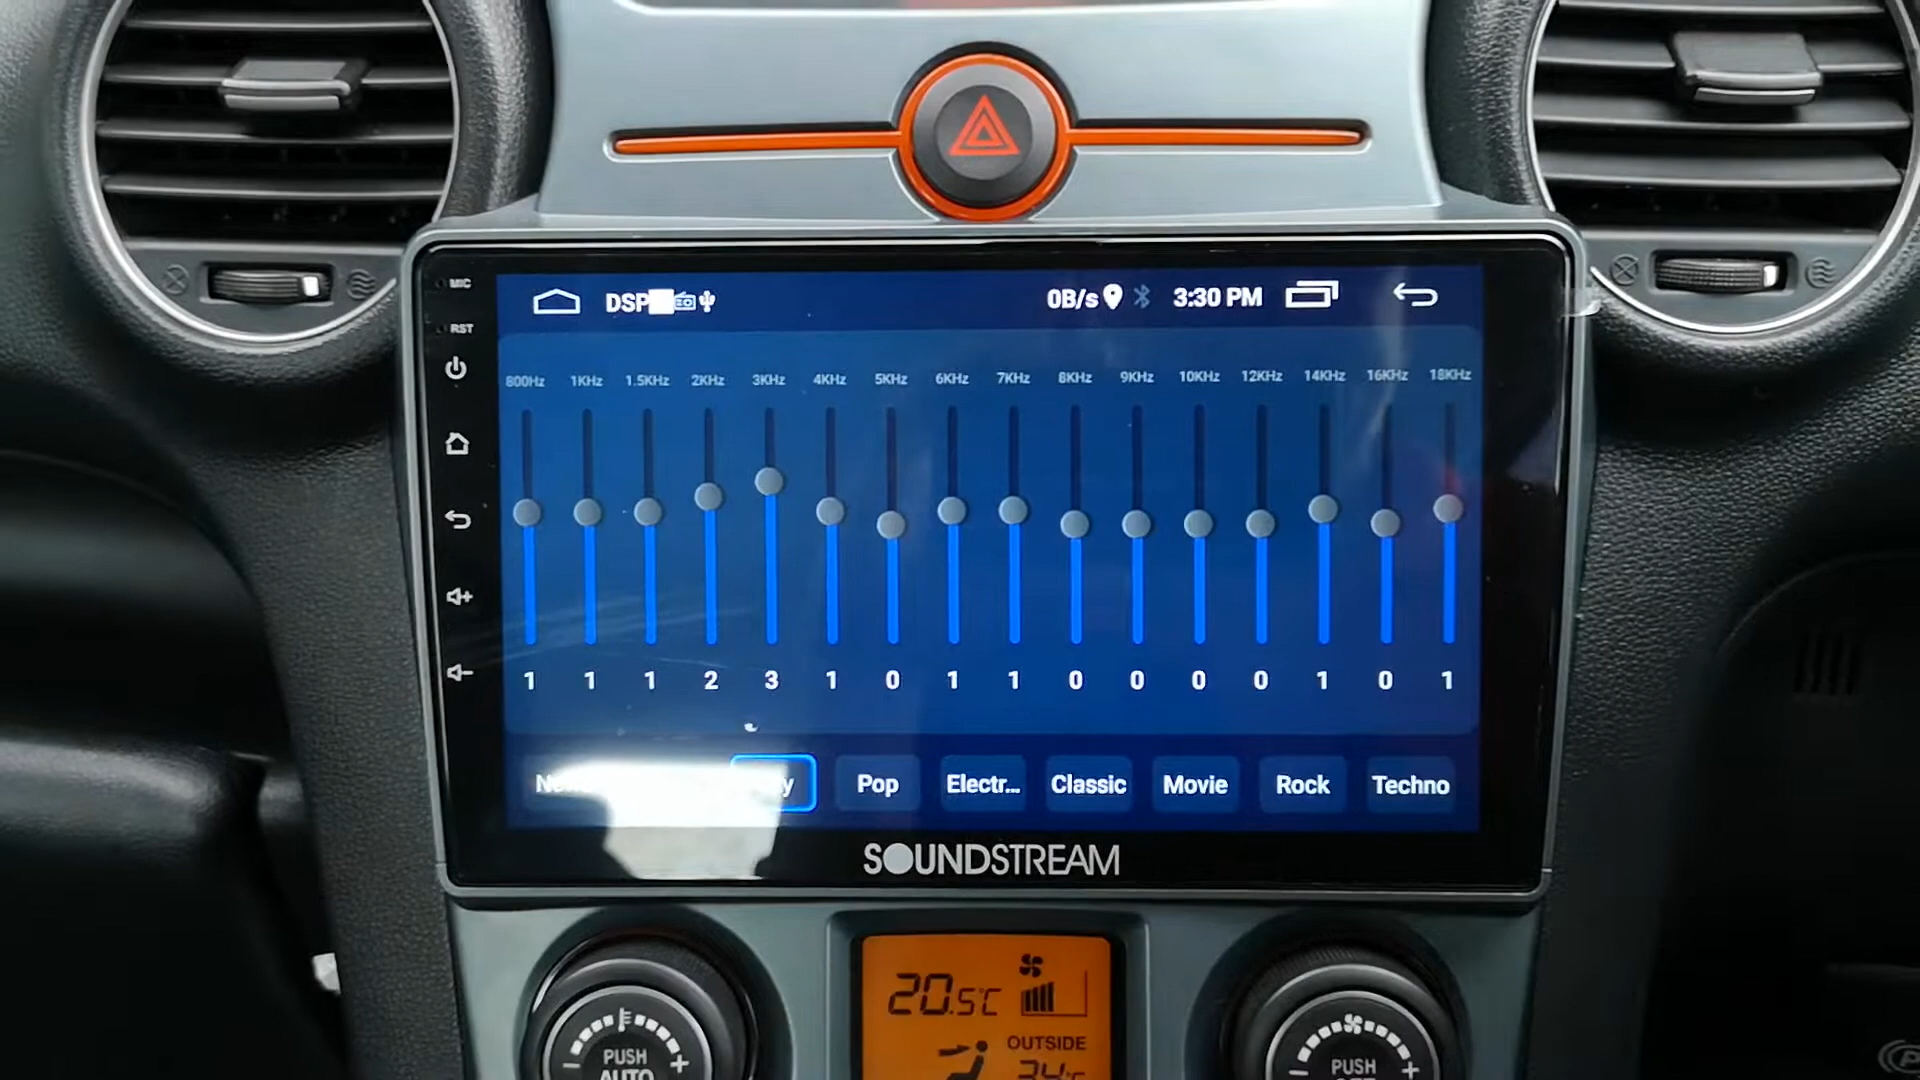 MIC
DSP 0B/s 3:30 PM
RST
800Hz 1KHz 1.5KHz 2KHz 3KHz 4KHz 5KHz 6KHz 7KHz 8KHz 9KHz 10KHz 12KHz 14KHz 16KHz 18KHz
1 1 1 2 3 1 0 1 1 0 0 0 0 1 0 1
Pop Electr... Classic Movie Rock Techno
SOUNDSTREAM
20.5°C
OUTSIDE
34°C
PUSH
AUTO
PUSH